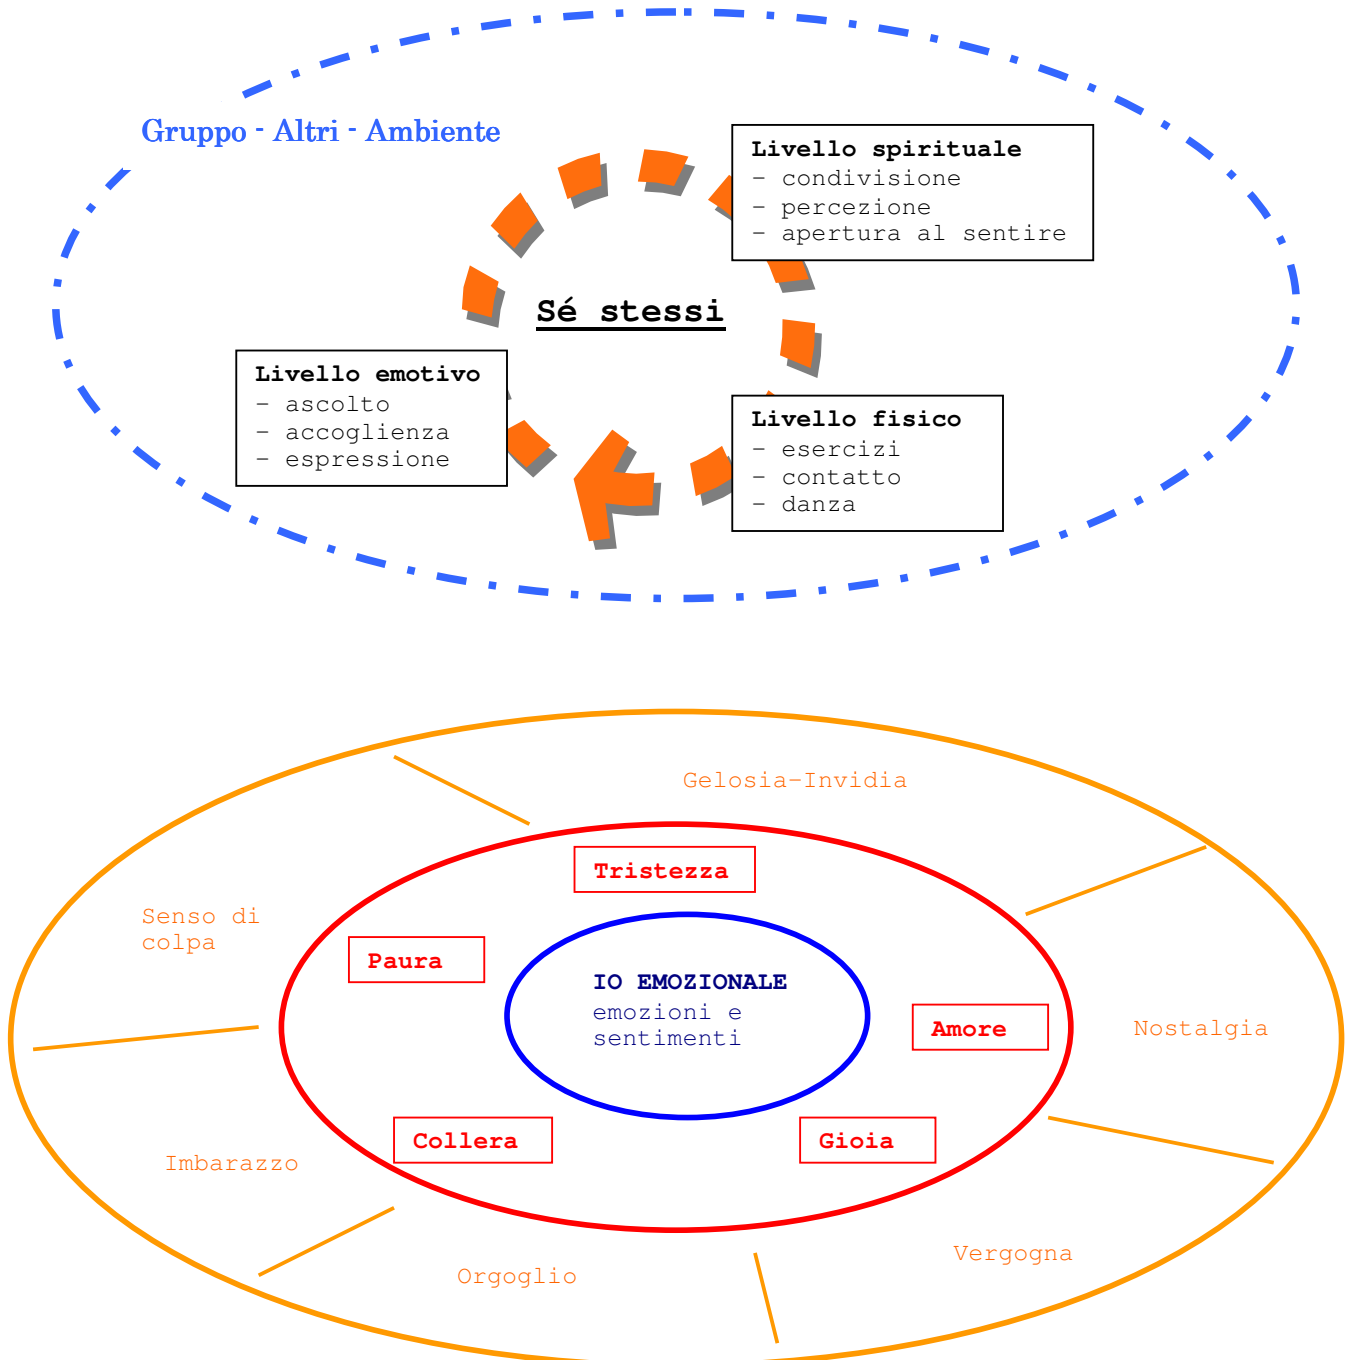 Gruppo - Altri - Ambiente
Livello spirituale
- condivisione
- percezione
- apertura al sentire
Sé stessi
Livello emotivo
- ascolto
- accoglienza
- espressione
Livello fisico
- esercizi
- contatto
- danza
Gelosia-Invidia
Tristezza
Senso di
colpa
Paura
IO EMOZIONALE
emozioni e
sentimenti
Amore
Nostalgia
Collera
Gioia
Imbarazzo
Vergogna
Orgoglio